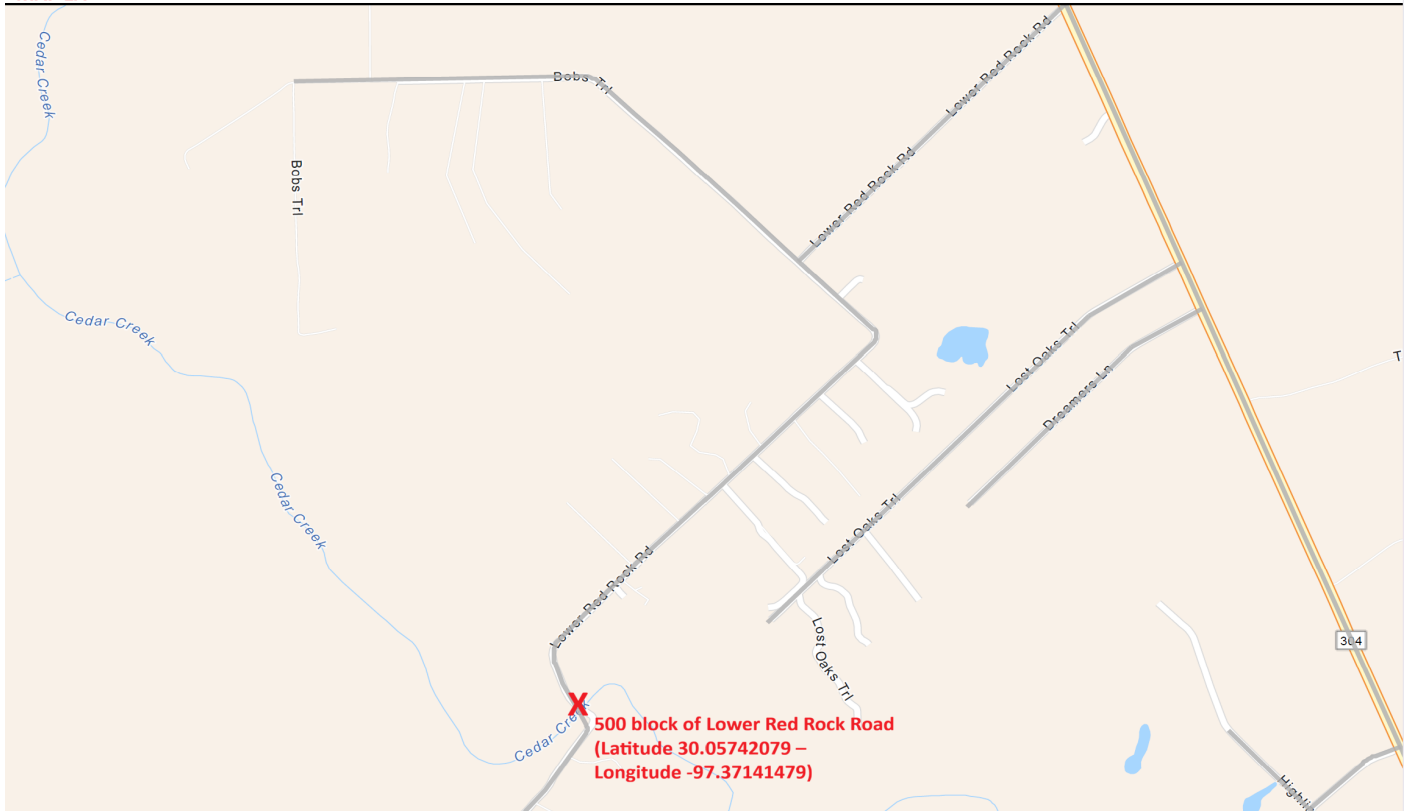 Cedar Creek
Bobs Trl
Lower Red Rock Rd
Lower Red Rock Rd
Bobs Trl
Cedar Creek
Lost Oaks Trl
T
Dreamers Ln
Cedar Creek
Lost Oaks Trl
Lower Red Rock Rd
Lost Oaks Trl
304
Cedar Creek
500 block of Lower Red Rock Road
(Latitude 30.05742079 –
Longitude -97.37141479)
Highli